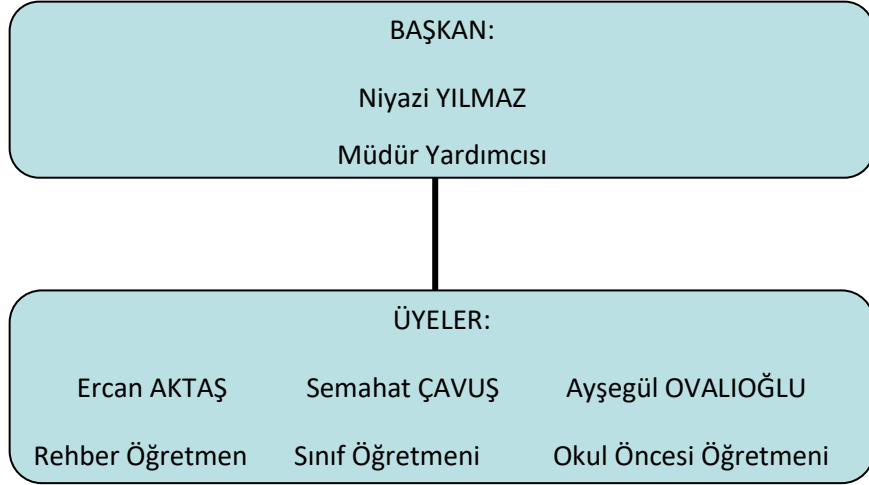 BAŞKAN:
Niyazi YILMAZ
Müdür Yardımcısı
ÜYELER:
Ercan AKTAŞ Semahat ÇAVUŞ Ayşegül OVALIOĞLU
Rehber Öğretmen Sınıf Öğretmeni Okul Öncesi Öğretmeni